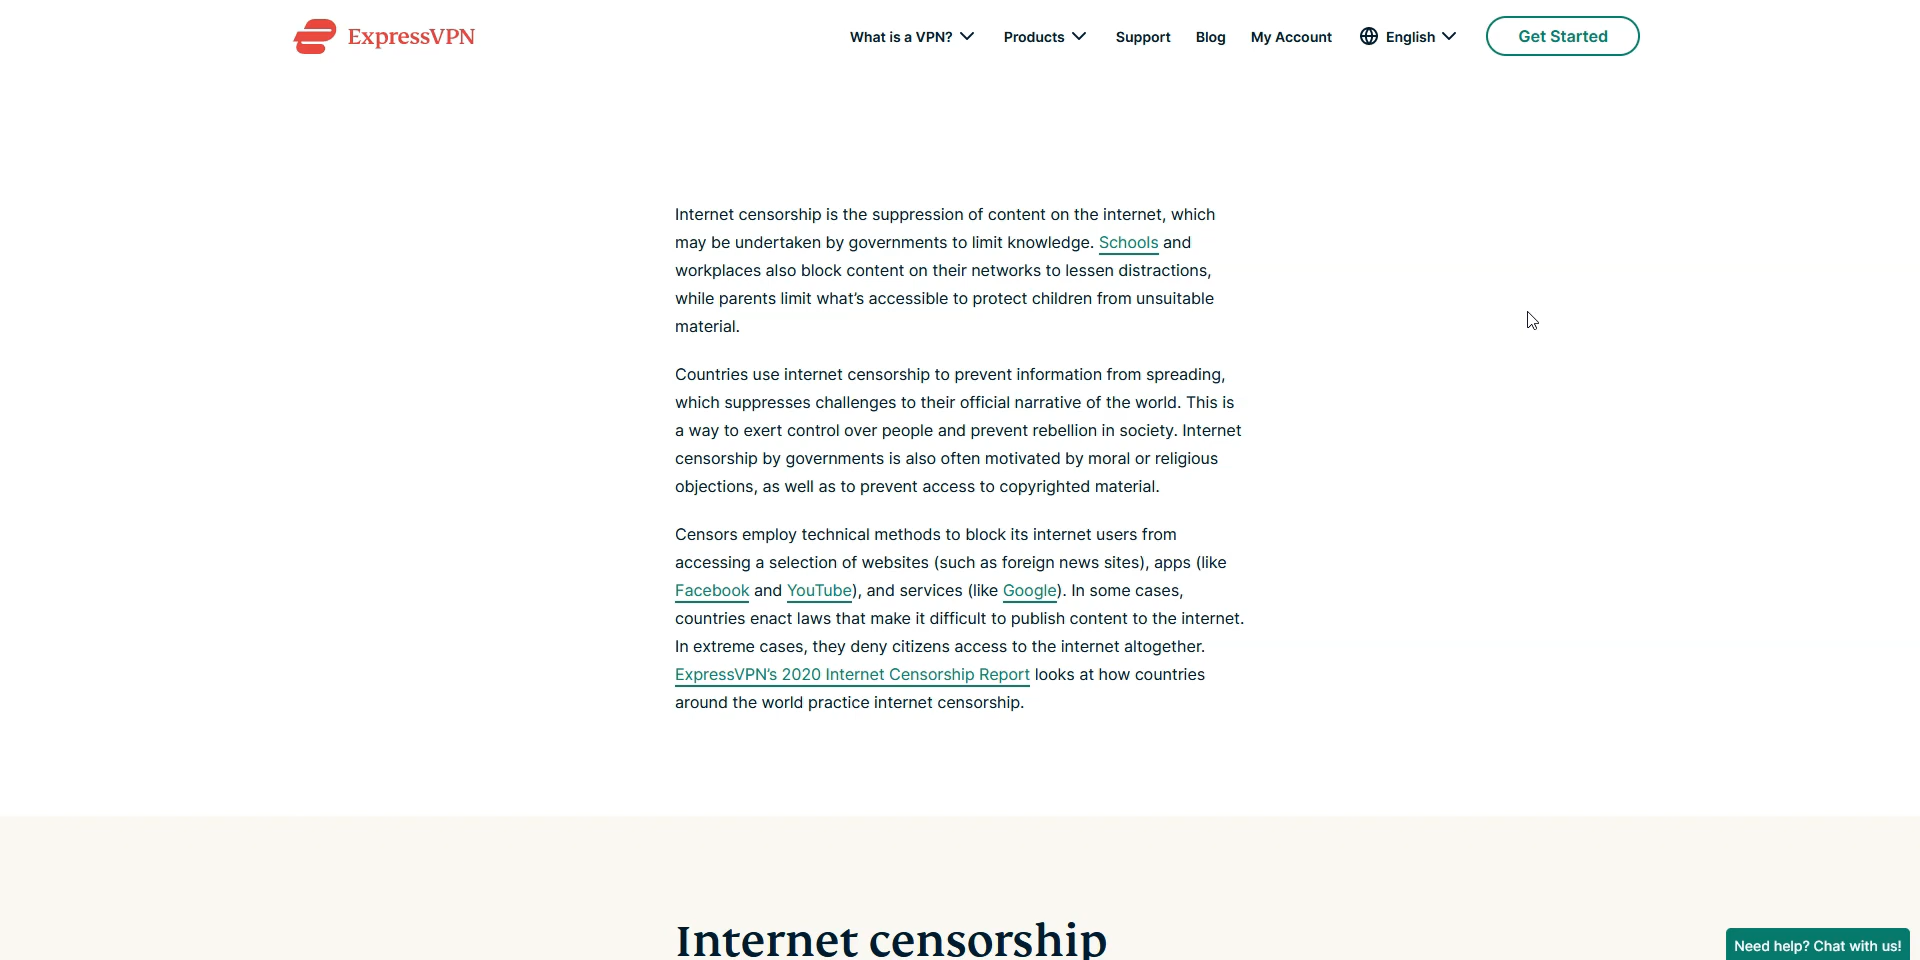 ExpressVPN
What is a VPN?
Products
Support
Blog
My Account
English
Get Started
Internet censorship is the suppression of content on the internet, which
may be undertaken by governments to limit knowledge. Schools and
workplaces also block content on their networks to lessen distractions,
while parents limit what’s accessible to protect children from unsuitable
material.
Countries use internet censorship to prevent information from spreading,
which suppresses challenges to their official narrative of the world. This is
a way to exert control over people and prevent rebellion in society. Internet
censorship by governments is also often motivated by moral or religious
objections, as well as to prevent access to copyrighted material.
Censors employ technical methods to block its internet users from
accessing a selection of websites (such as foreign news sites), apps (like
Facebook and YouTube), and services (like Google). In some cases,
countries enact laws that make it difficult to publish content to the internet.
In extreme cases, they deny citizens access to the internet altogether.
ExpressVPN’s 2020 Internet Censorship Report looks at how countries
around the world practice internet censorship.
Internet censorship
Need help? Chat with us!